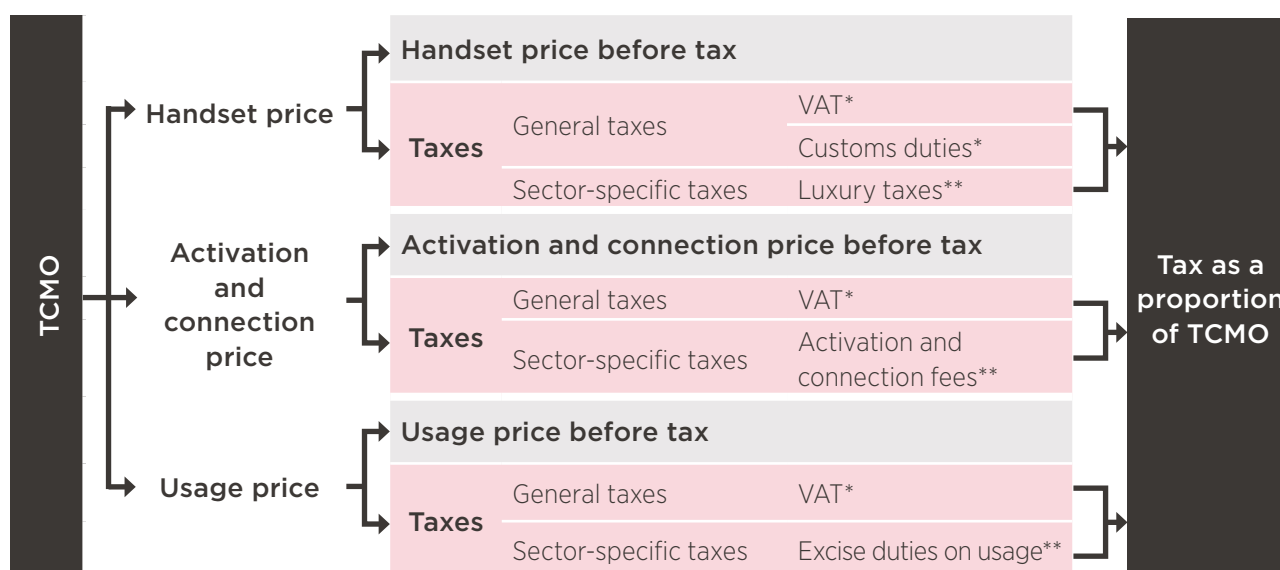 TCMO
Handset price
Handset price before tax
Taxes
General taxes
VAT*
Customs duties*
Sector-specific taxes
Luxury taxes**
Activation
and
connection
price
Activation and connection price before tax
Taxes
General taxes
VAT*
Sector-specific taxes
Activation and
connection fees**
Usage price
Usage price before tax
Taxes
General taxes
VAT*
Sector-specific taxes
Excise duties on usage**
Tax as a
proportion
of TCMO